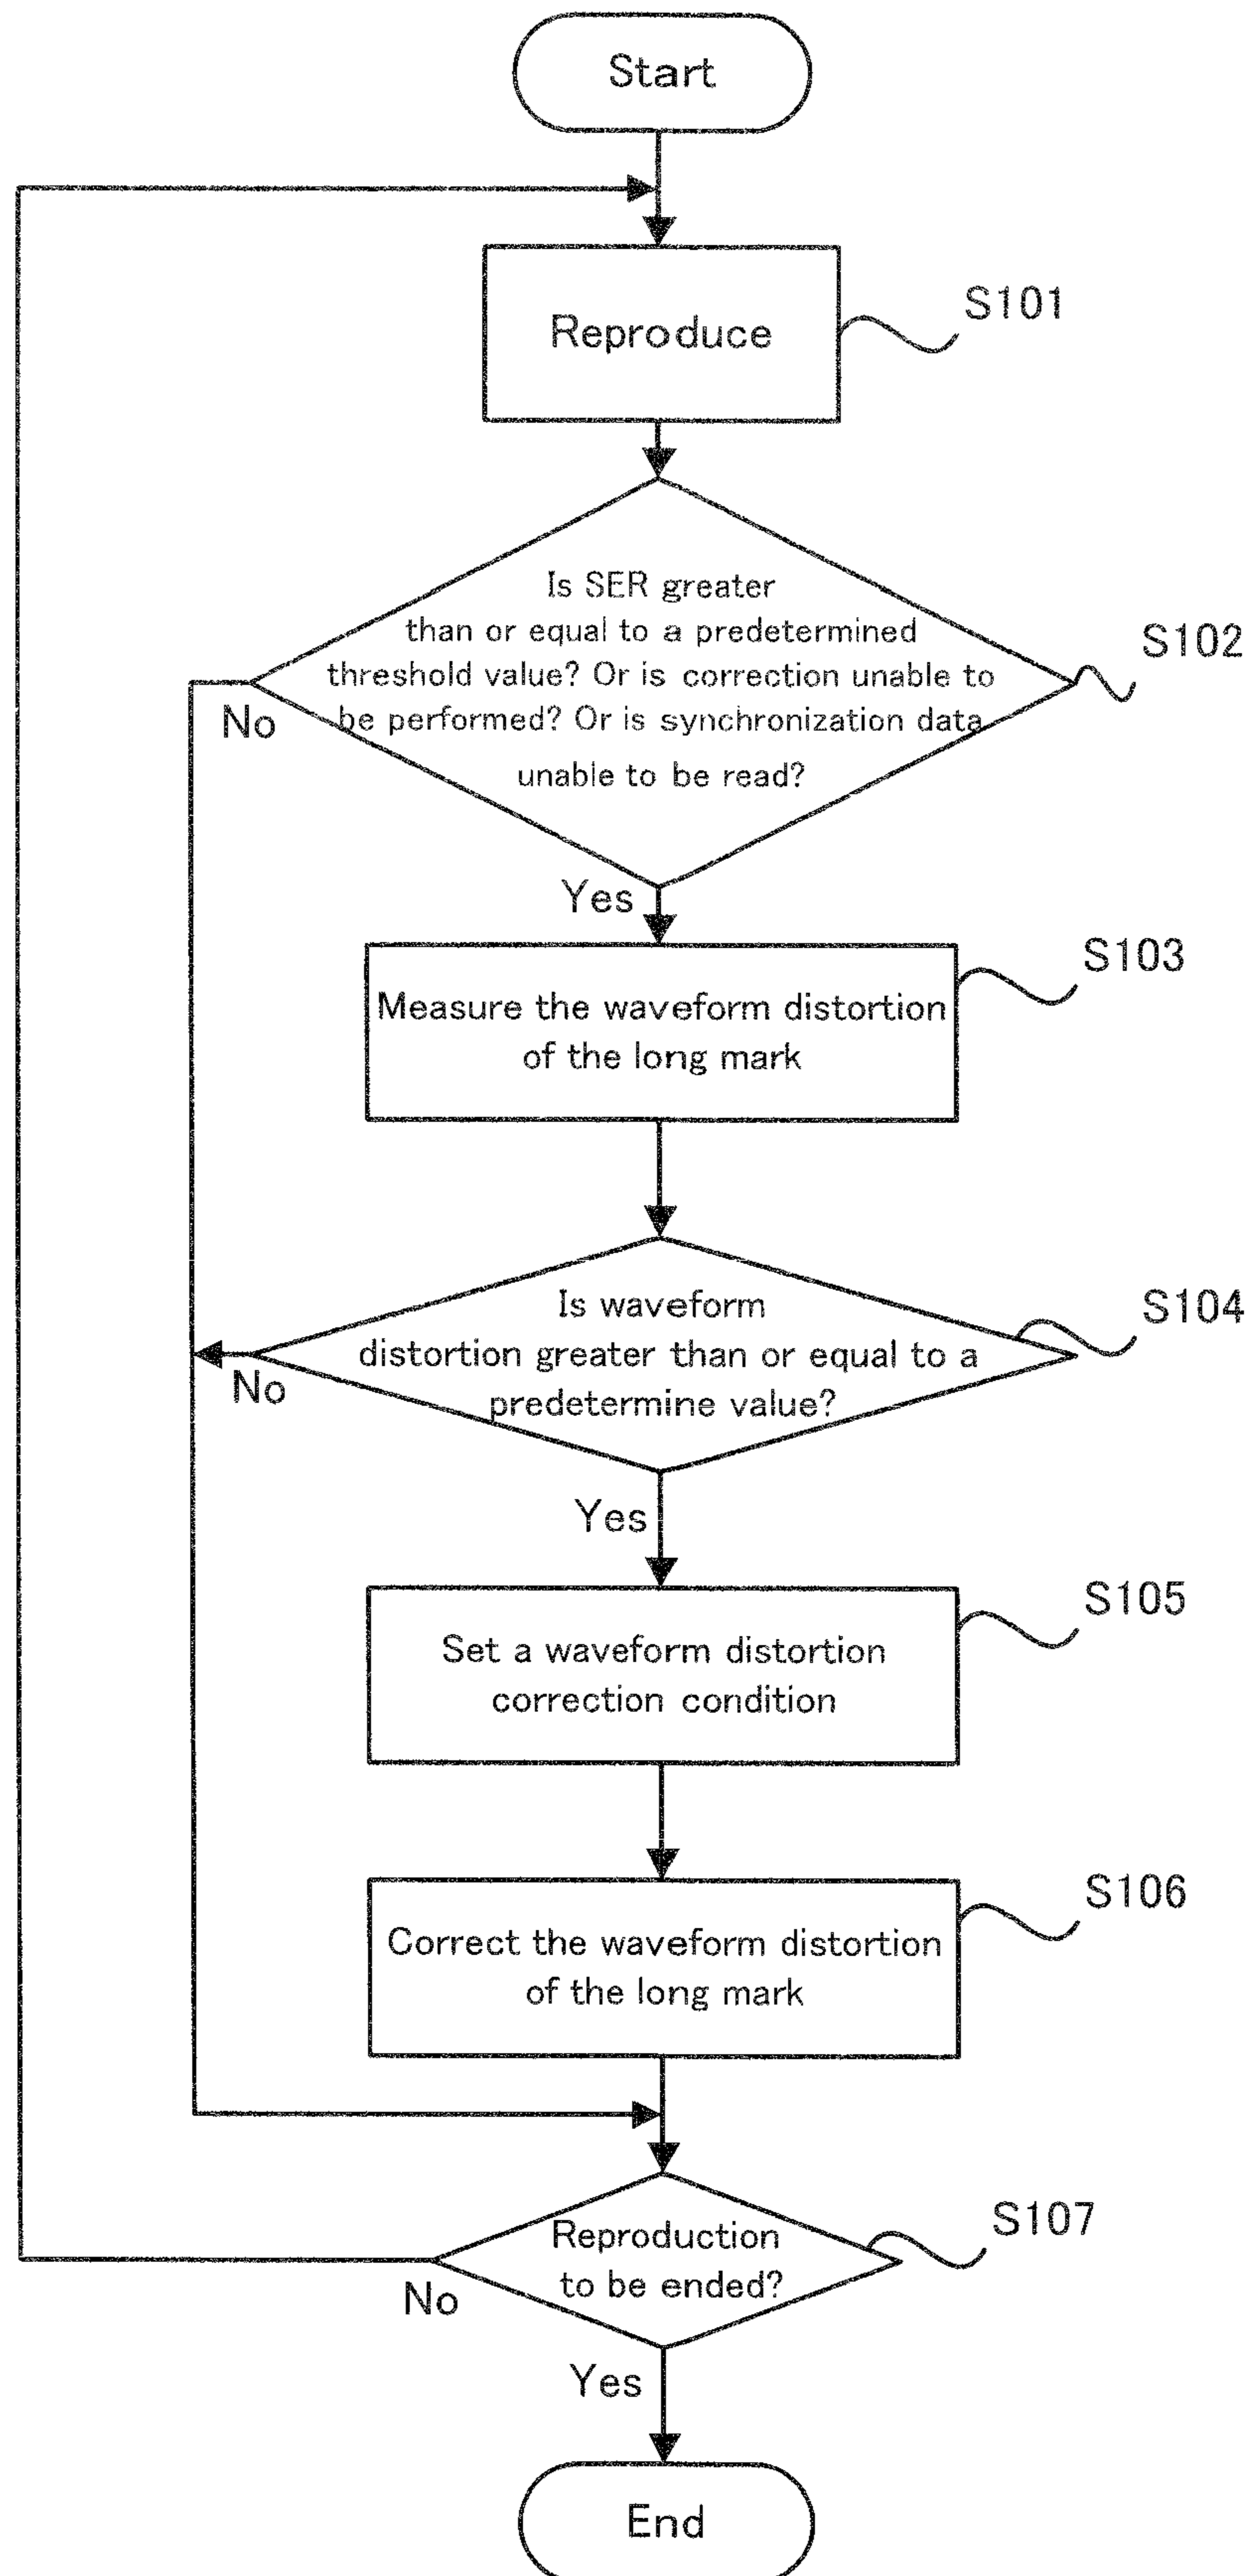 Start
Reproduce
S101
Is SER greater
than or equal to a predetermined
threshold value? Or is correction unable to
be performed? Or is synchronization data
unable to be read?
S102
No
Yes
Measure the waveform distortion
of the long mark
S103
Is waveform
distortion greater than or equal to a
predetermine value?
S104
No
Yes
Set a waveform distortion
correction condition
S105
Correct the waveform distortion
of the long mark
S106
Reproduction
to be ended?
S107
No
Yes
End